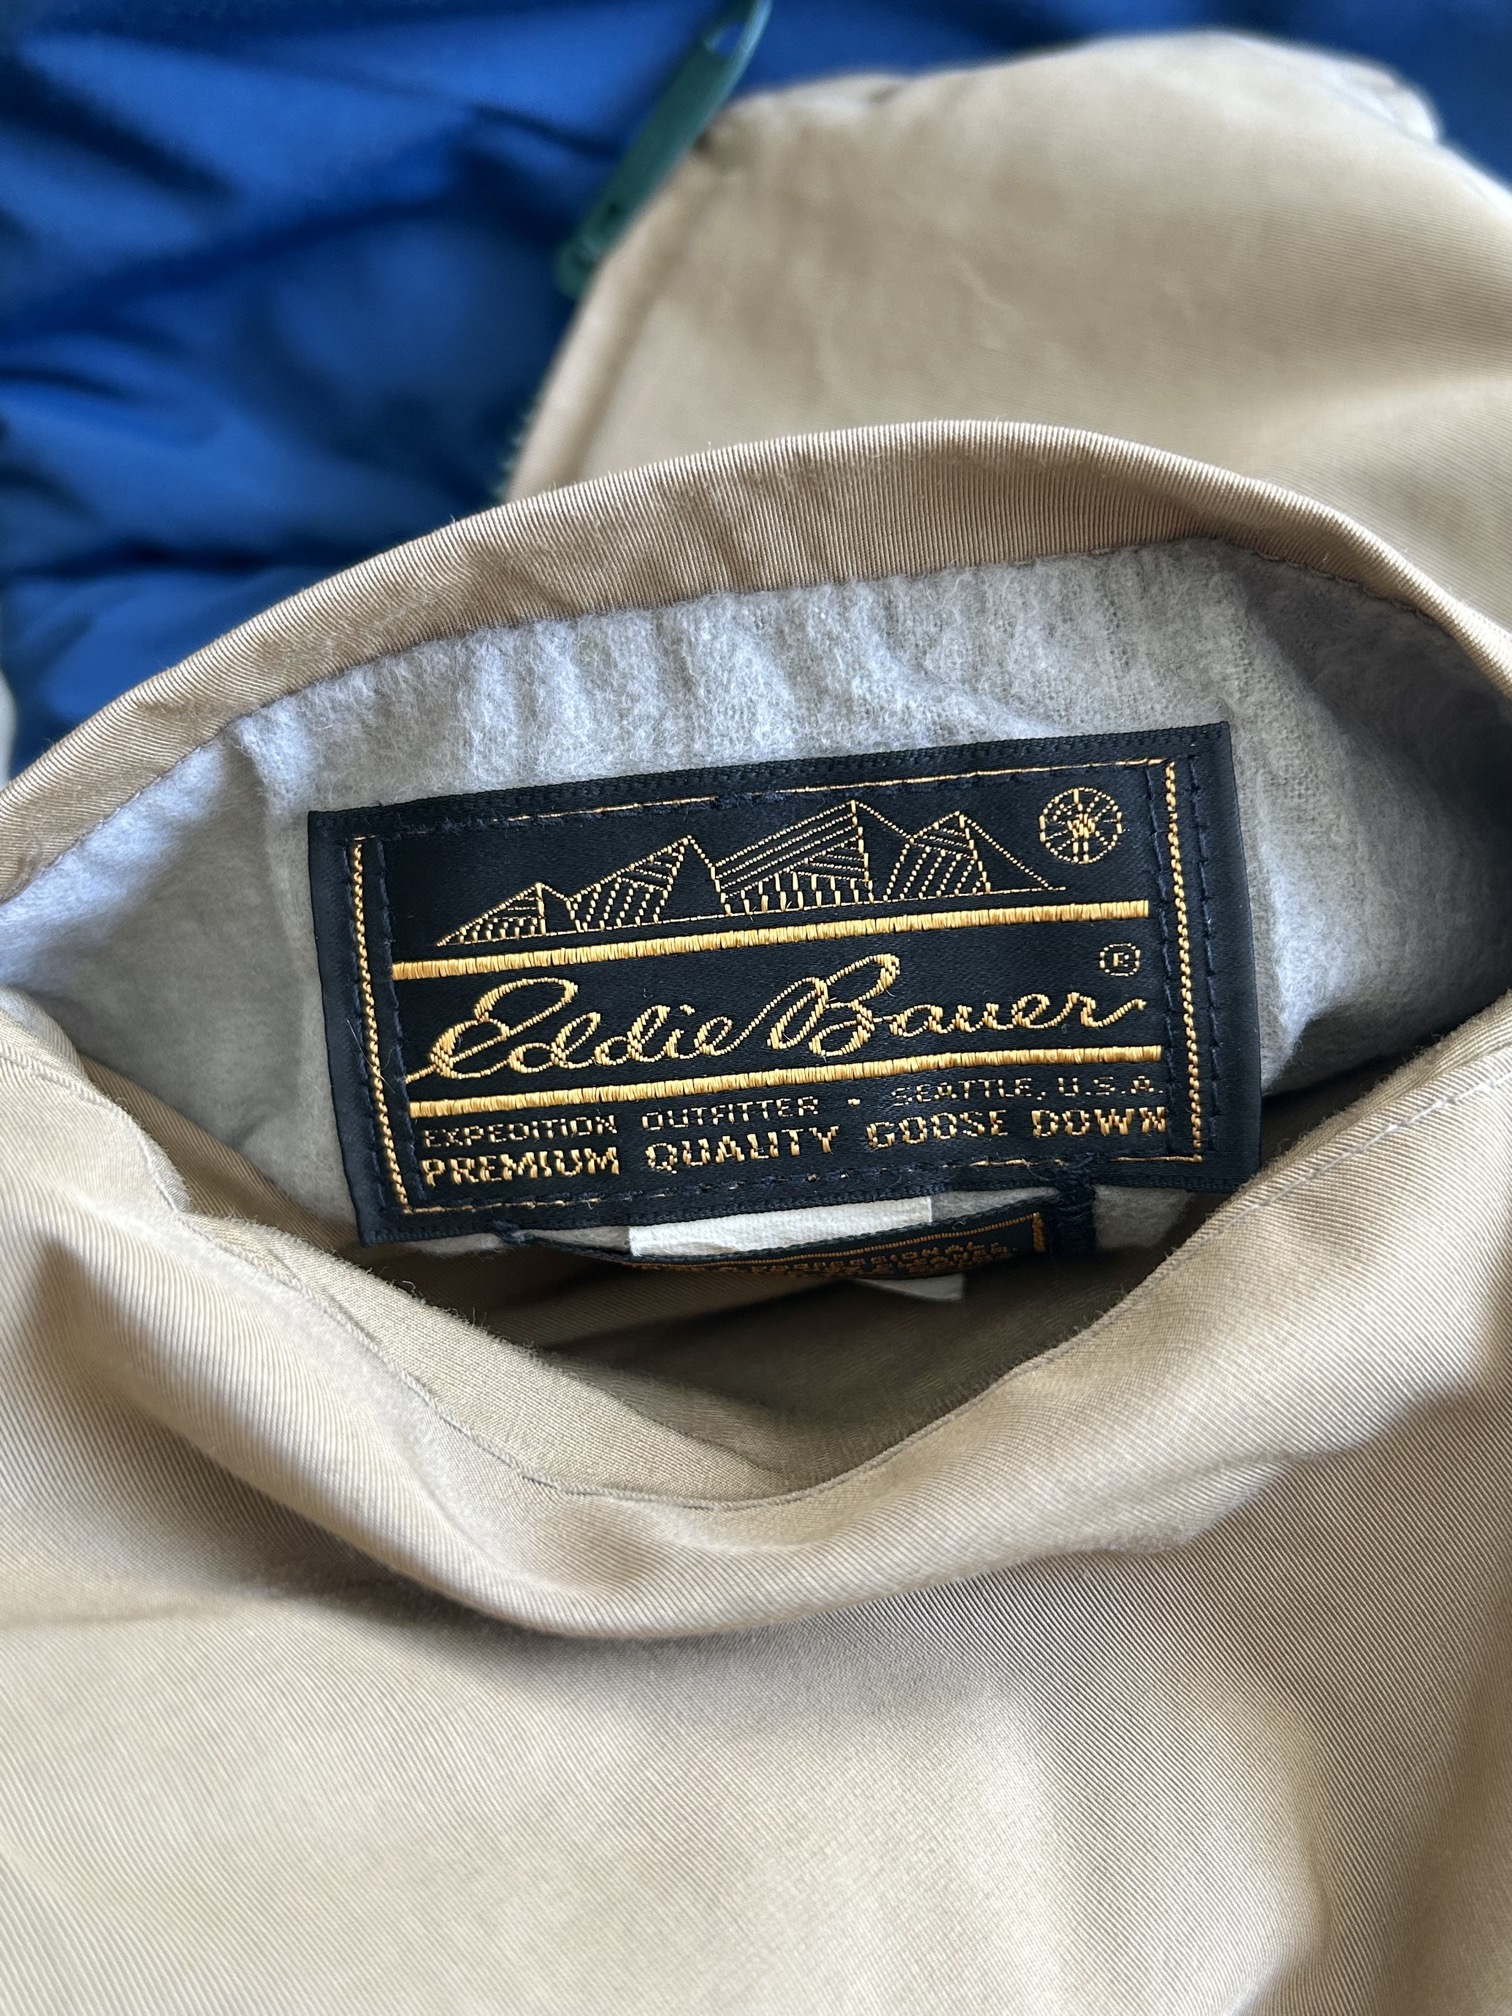 Eddie Bauer ®
EXPEDITION OUTFITTER · SEATTLE, U.S.A
PREMIUM QUALITY GOOSE DOWN